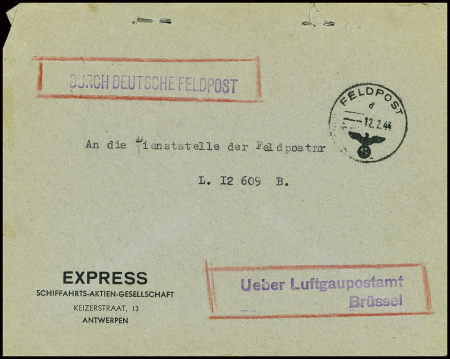 DURCH DEUTSCHE FELDPOST
FELDPOST
d
12.2.44
An die Dienststelle der Feldpostnr
L. I2 609 B.
EXPRESS
SCHIFFAHRTS-AKTIEN-GESELLSCHAFT
KEIZERSTRAAT, 13
ANTWERPEN
Ueber Luftgaupostamt
Brüssel